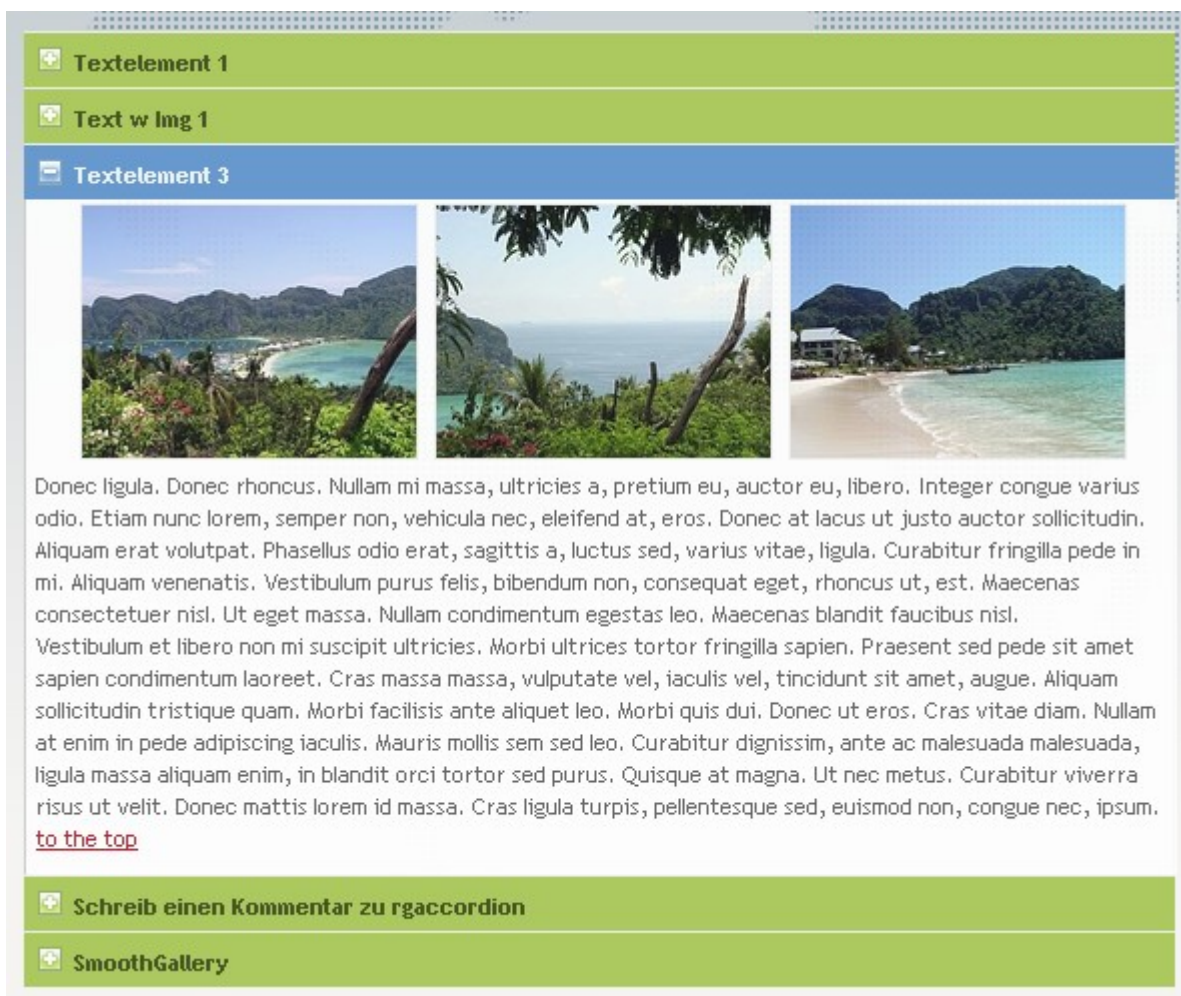 Textelement 1
Text w Img 1
Textelement 3
Donec ligula. Donec rhoncus. Nullam mi massa, ultricies a, pretium eu, auctor eu, libero. Integer congue varius
odio. Etiam nunc lorem, semper non, vehicula nec, eleifend at, eros. Donec at lacus ut justo auctor sollicitudin.
Aliquam erat volutpat. Phasellus odio erat, sagittis a, luctus sed, varius vitae, ligula. Curabitur fringilla pede in
mi. Aliquam venenatis. Vestibulum purus felis, bibendum non, consequat eget, rhoncus ut, est. Maecenas
consectetuer nisl. Ut eget massa. Nullam condimentum egestas leo. Maecenas blandit faucibus nisl.
Vestibulum et libero non mi suscipit ultricies. Morbi ultrices tortor fringilla sapien. Praesent sed pede sit amet
sapien condimentum laoreet. Cras massa massa, vulputate vel, iaculis vel, tincidunt sit amet, augue. Aliquam
sollicitudin tristique quam. Morbi facilisis ante aliquet leo. Morbi quis dui. Donec ut eros. Cras vitae diam. Nullam
at enim in pede adipiscing iaculis. Mauris mollis sem sed leo. Curabitur dignissim, ante ac malesuada malesuada,
ligula massa aliquam enim, in blandit orci tortor sed purus. Quisque at magna. Ut nec metus. Curabitur viverra
risus ut velit. Donec mattis lorem id massa. Cras ligula turpis, pellentesque sed, euismod non, congue nec, ipsum.
to the top
Schreib einen Kommentar zu rgaccordion
SmoothGallery